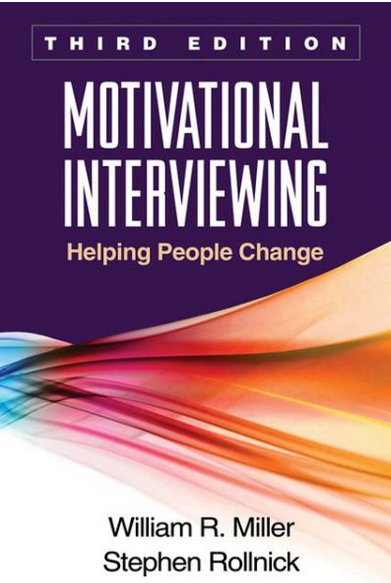 THIRD EDITION
MOTIVATIONAL
INTERVIEWING
Helping People Change
William R. Miller
Stephen Rollnick